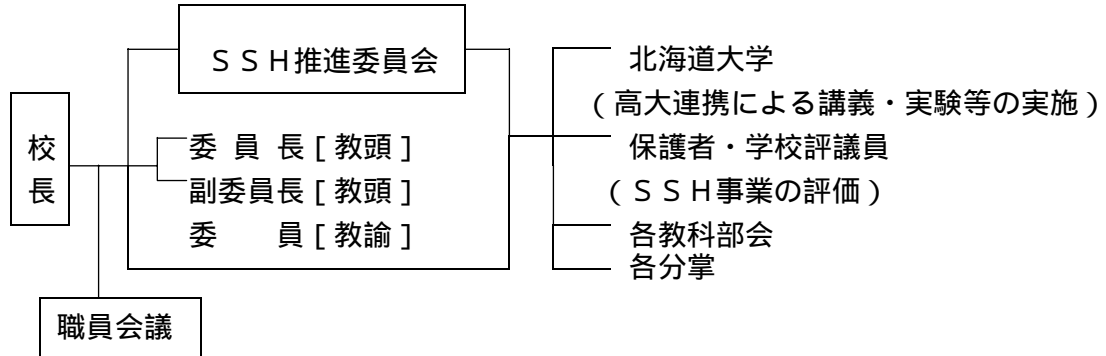 ＳＳＨ推進委員会
校長
委員長［教頭］
副委員長［教頭］
委　　員［教諭］
職員会議
北海道大学
（高大連携による講義・実験等の実施）
保護者・学校評議員
（ＳＳＨ事業の評価）
各教科部会
各分掌